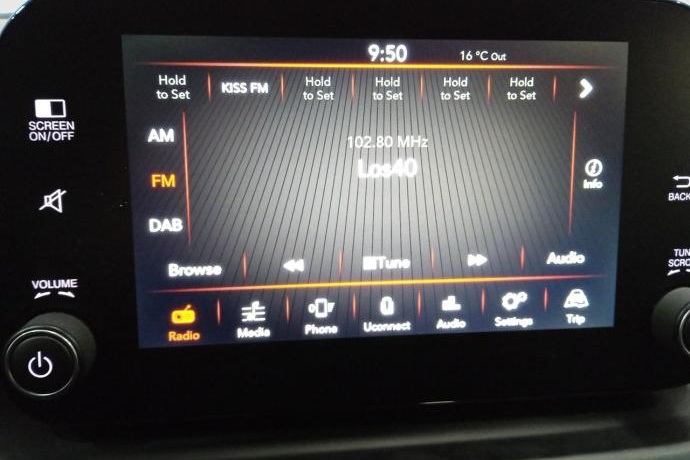 9:50 16 °C Out
Hold to Set KISS FM Hold to Set Hold to Set Hold to Set Hold to Set
SCREEN ON/OFF
AM
102.80 MHz
Los40
FM
Info
BACK
DAB
Browse Tune Audio
VOLUME
Radio Media Phone Uconnect Audio Settings Trip